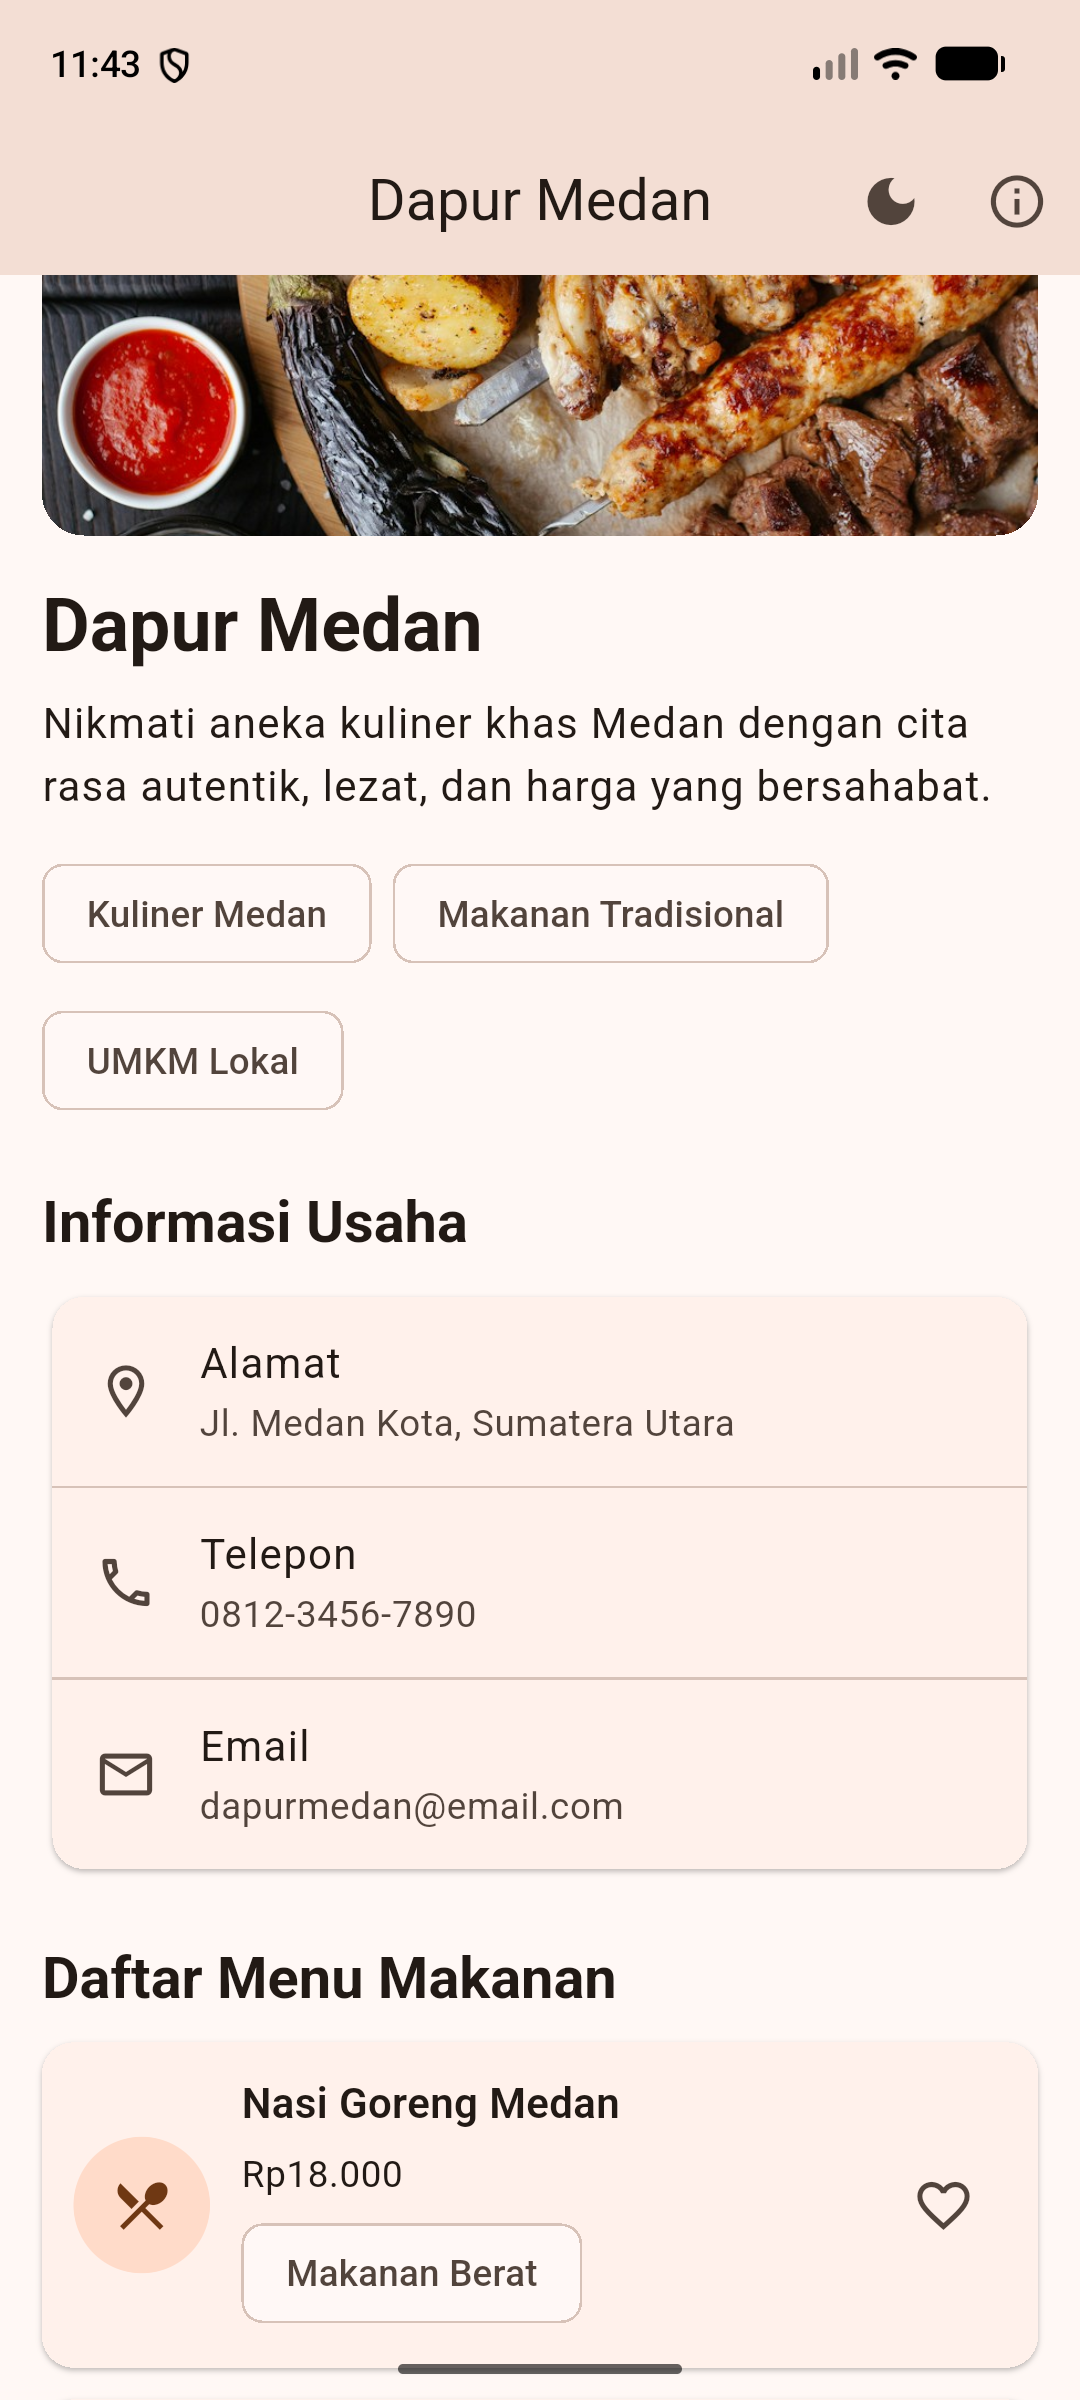 11:43
Dapur Medan
Dapur Medan
Nikmati aneka kuliner khas Medan dengan cita
rasa autentik, lezat, dan harga yang bersahabat.
Kuliner Medan
Makanan Tradisional
UMKM Lokal
Informasi Usaha
Alamat
Jl. Medan Kota, Sumatera Utara
Telepon
0812-3456-7890
Email
dapurmedan@email.com
Daftar Menu Makanan
Nasi Goreng Medan
Rp18.000
Makanan Berat